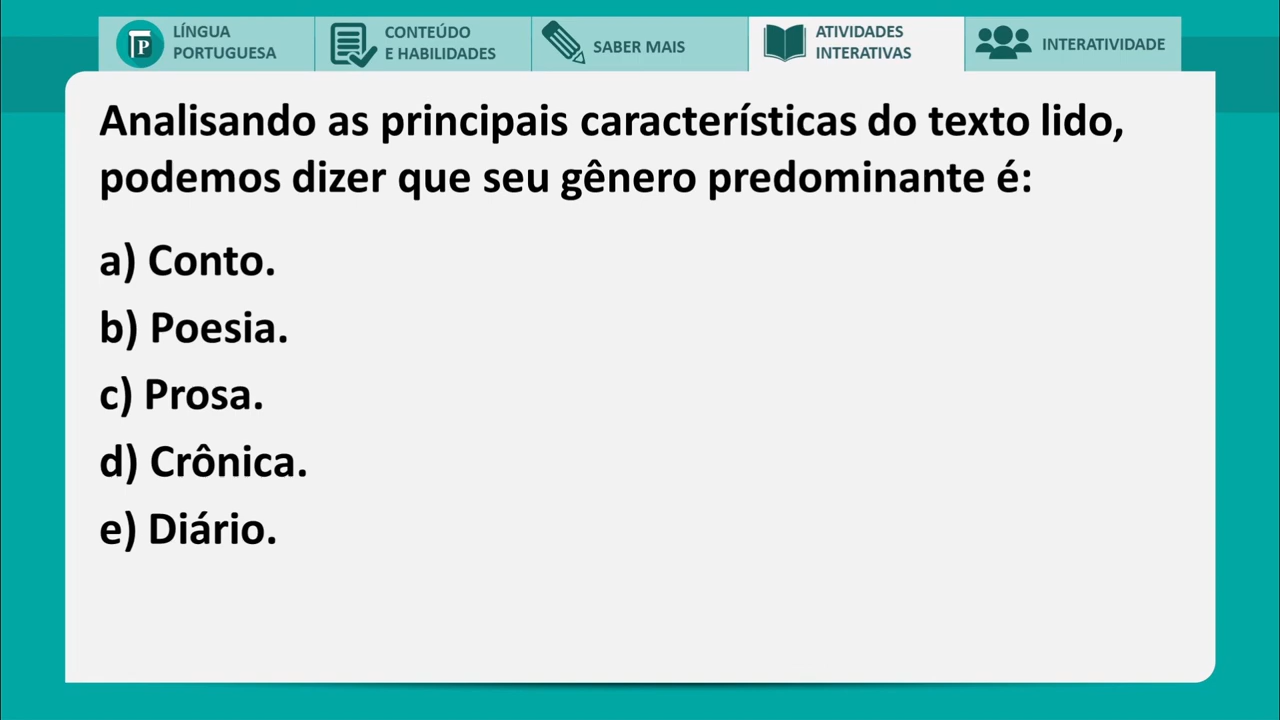 LÍNGUA
PORTUGUESA
CONTEÚDO
E HABILIDADES
SABER MAIS
ATIVIDADES
INTERATIVAS
INTERATIVIDADE
Analisando as principais características do texto lido,
podemos dizer que seu gênero predominante é:
a) Conto.
b) Poesia.
c) Prosa.
d) Crônica.
e) Diário.